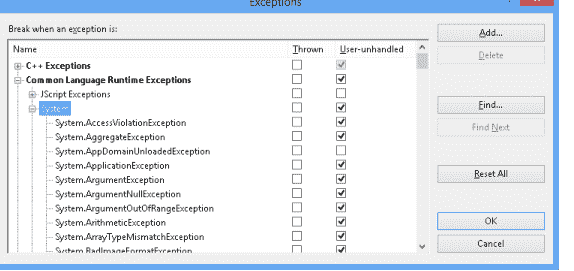 Exceptions
Break when an exception is:
Name Thrown User-unhandled
C++ Exceptions
Common Language Runtime Exceptions
JScript Exceptions
System
System.AccessViolationException
System.AggregateException
System.AppDomainUnloadedException
System.ApplicationException
System.ArgumentException
System.ArgumentNullException
System.ArgumentOutOfRangeException
System.ArithmeticException
System.ArrayTypeMismatchException
System.BadImageFormatException
Add...
Delete
Find...
Find Next
Reset All
OK
Cancel